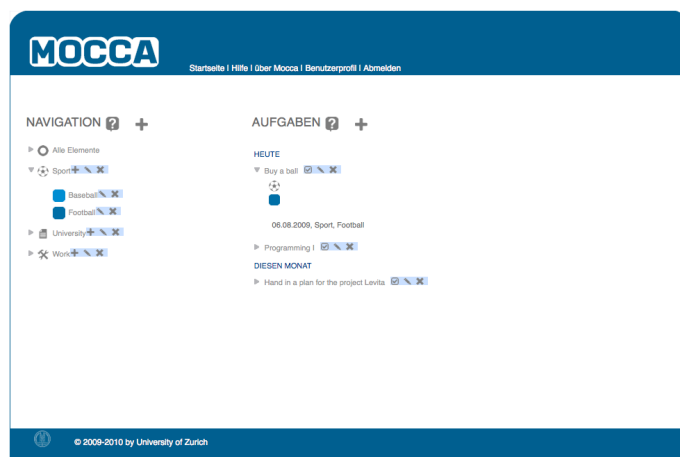 MOCCA
Startseite | Hilfe | über Mocca | Benutzerprofil | Abmelden
NAVIGATION
Alle Elemente
Sport
Baseball
Football
University
Work
AUFGABEN
HEUTE
Buy a ball
06.08.2009, Sport, Football
Programming I
DIESEN MONAT
Hand in a plan for the project Levita
© 2009-2010 by University of Zurich